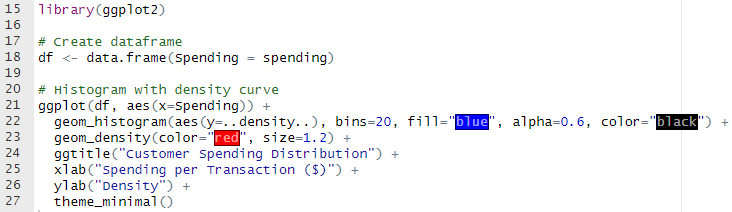 15 library(ggplot2)
16
17 # Create dataframe
18 df <- data.frame(Spending = spending)
19
20 # Histogram with density curve
21 ggplot(df, aes(x=Spending)) +
22   geom_histogram(aes(y=..density..), bins=20, fill="blue", alpha=0.6, color="black") +
23   geom_density(color="red", size=1.2) +
24   ggtitle("Customer Spending Distribution") +
25   xlab("Spending per Transaction ($)") +
26   ylab("Density") +
27   theme_minimal()